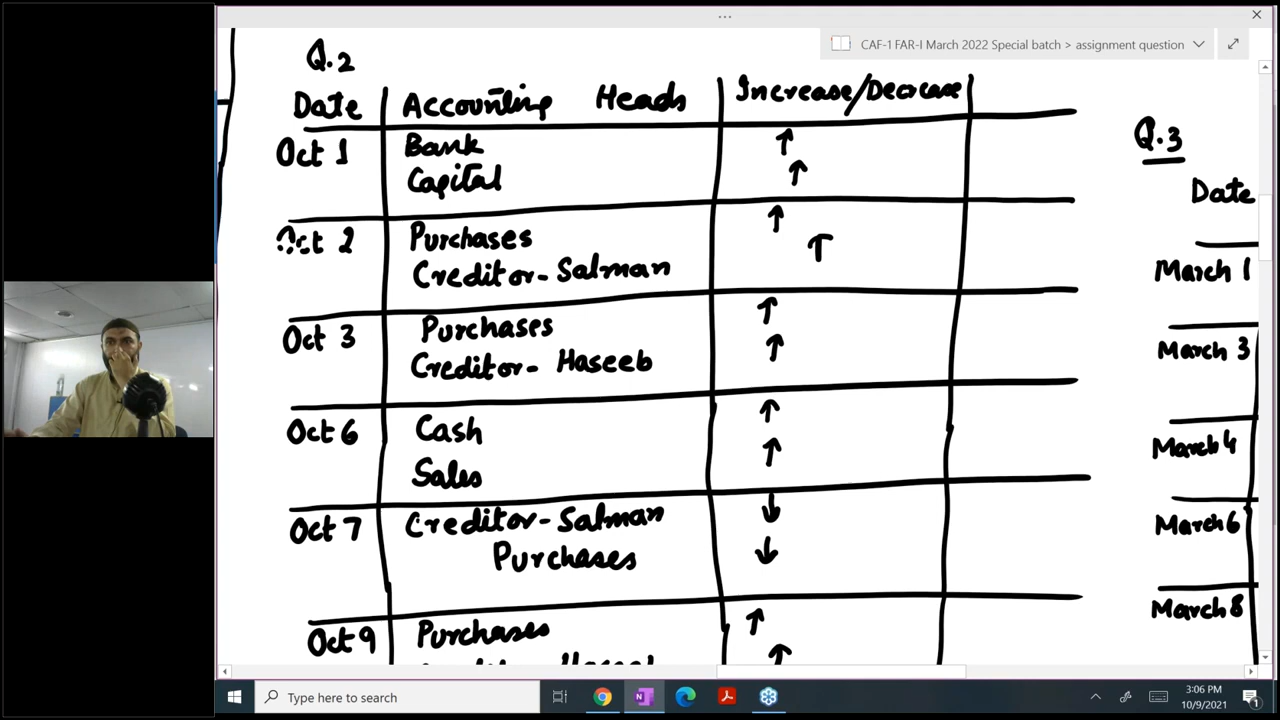 CAF-1 FAR-I March 2022 Special batch > assignment question
Q.2
Date Accounting Heads Increase/Decrease
Oct 1 Bank ↑
Capital ↑
Oct 2 Purchases ↑
Creditor-Salman ↑
Oct 3 Purchases ↑
Creditor- Haseeb ↑
Oct 6 Cash ↑
Sales ↑
Oct 7 Creditor-Salman ↓
Purchases ↓
Oct 9 Purchases ↑
Q.3
Date
March 1
March 3
March 4
March 6
March 8
Type here to search
3:06 PM
10/9/2021
1